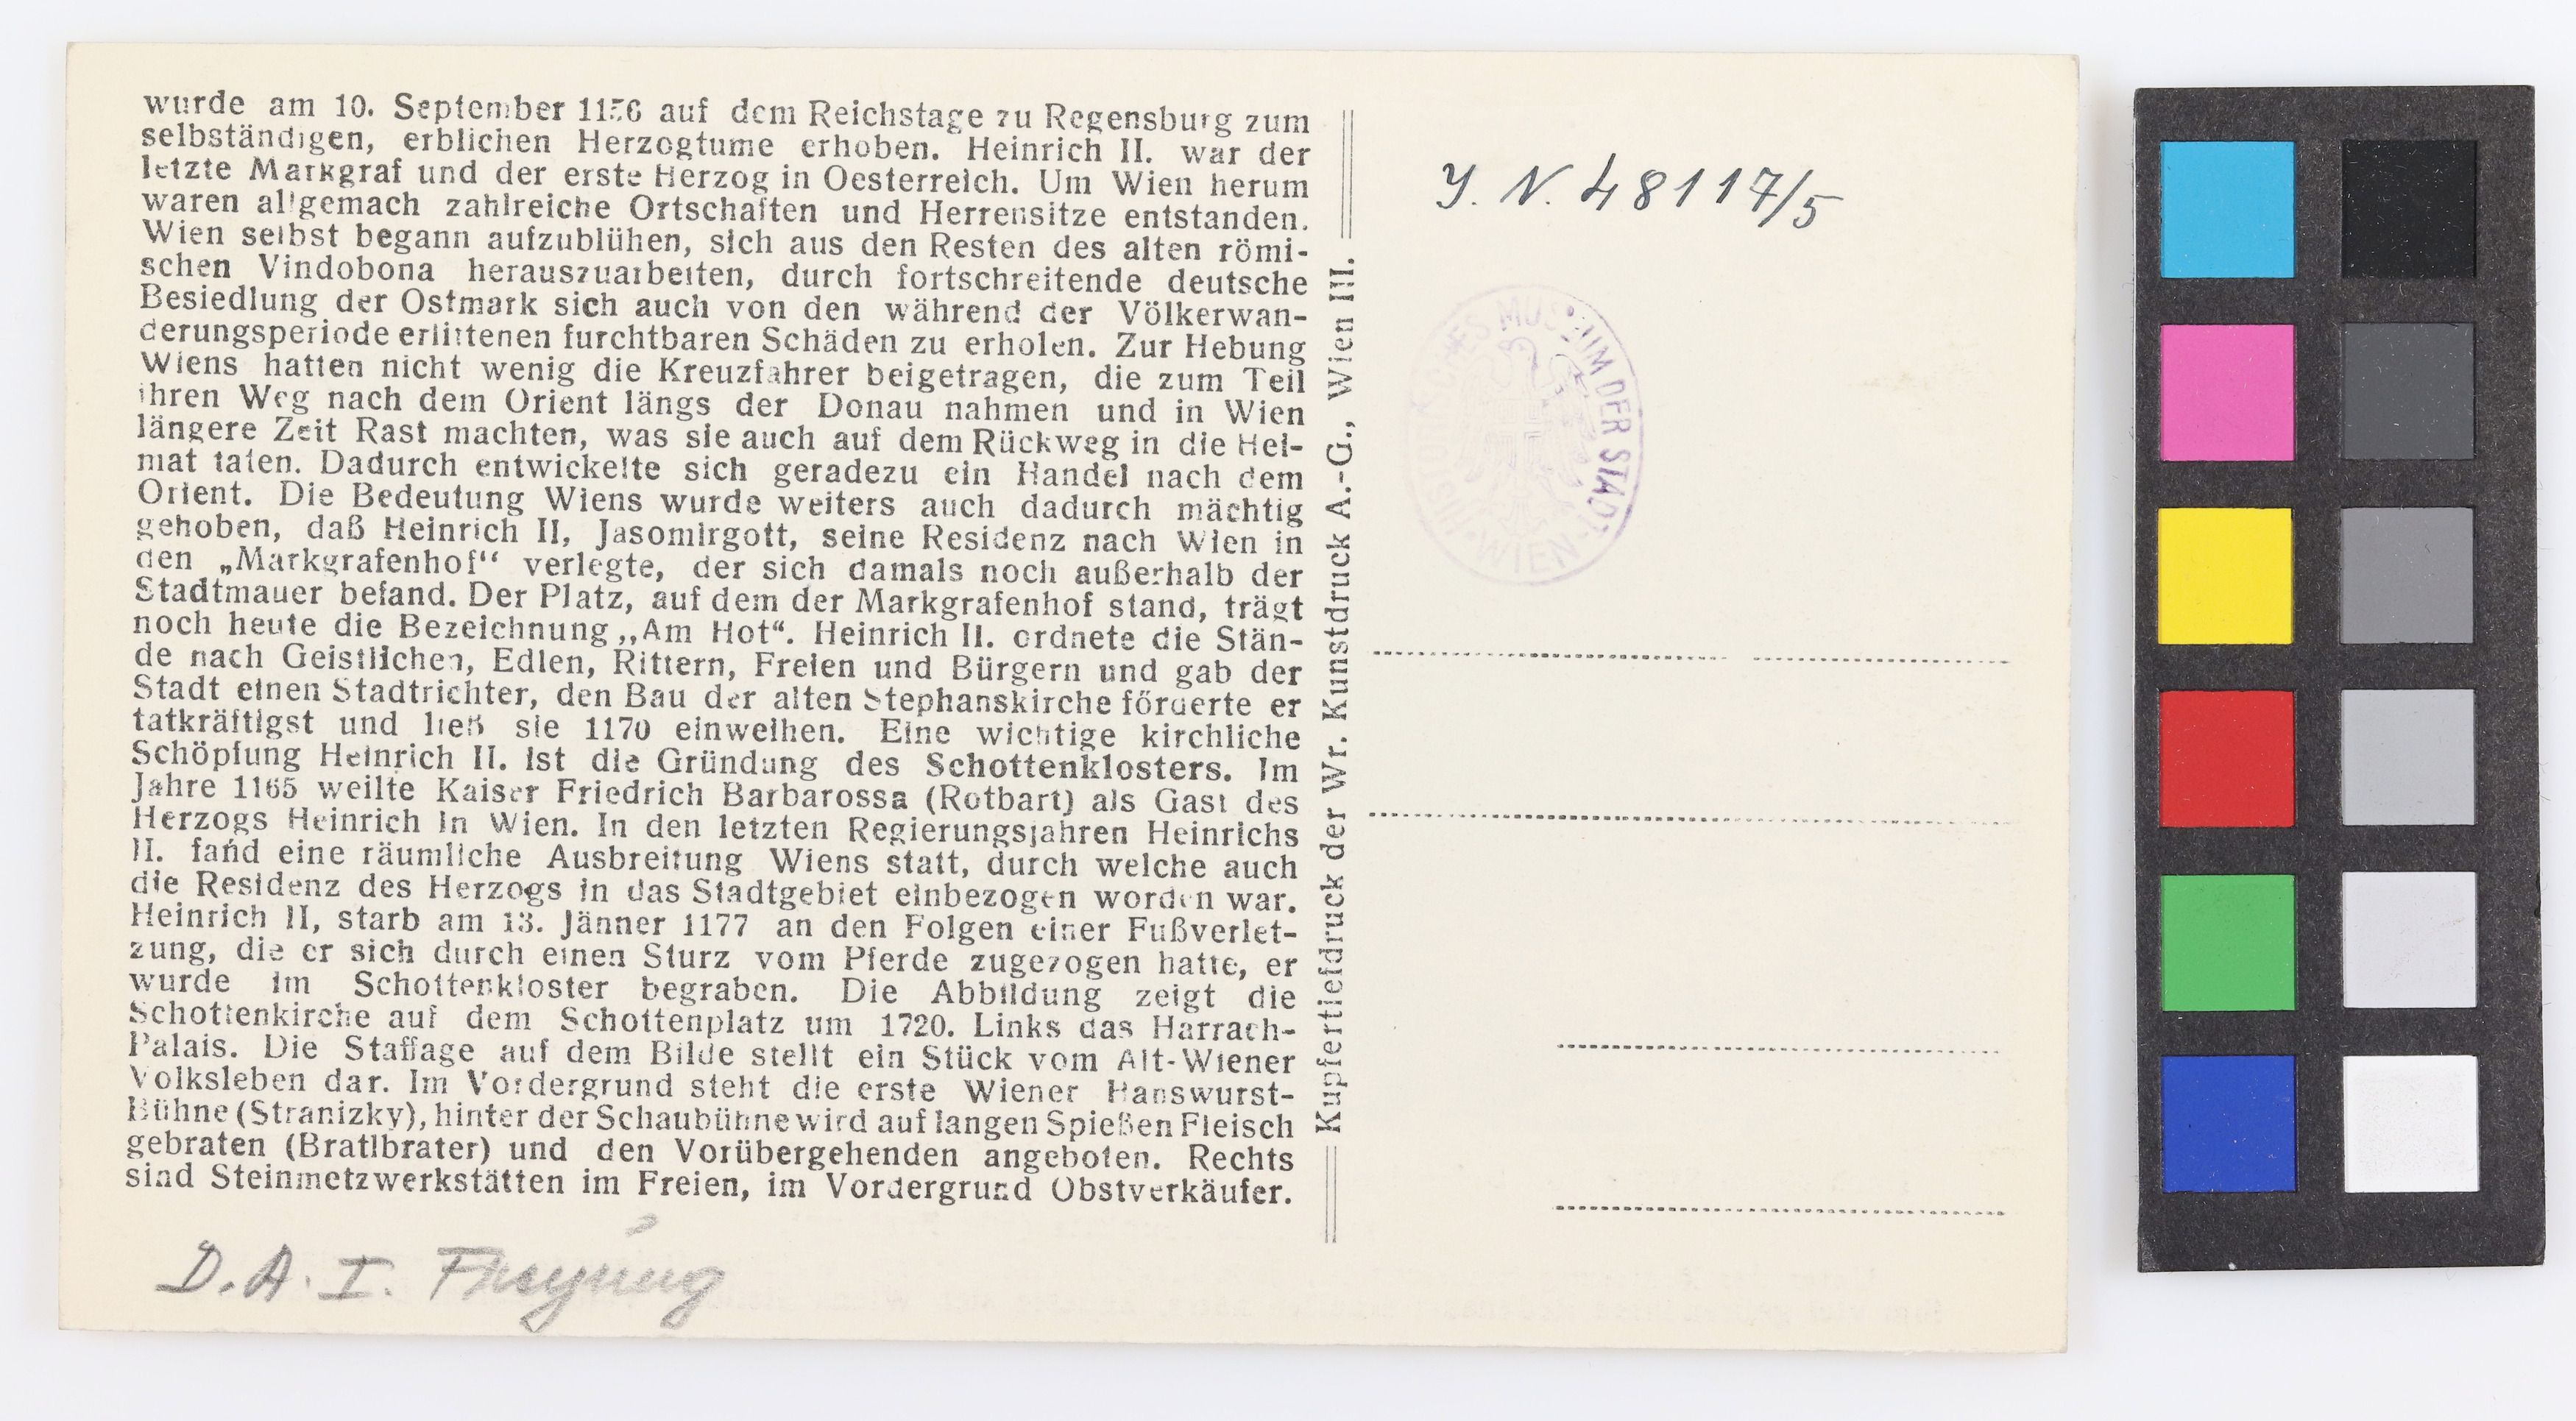 wurde am 10. September 1156 auf dem Reichstage zu Regensburg zum
selbständigen, erblichen Herzogtume erhoben. Heinrich II. war der
letzte Markgraf und der erste Herzog in Oesterreich. Um Wien herum
waren allgemach zahlreiche Ortschaften und Herrensitze entstanden.
Wien selbst begann aufzublühen, sich aus den Resten des alten römi-
schen Vindobona herauszuarbeiten, durch fortschreitende deutsche
Besiedlung der Ostmark sich auch von den während der Völkerwan-
derungsperiode erlittenen furchtbaren Schäden zu erholen. Zur Hebung
Wiens hatten nicht wenig die Kreuzfahrer beigetragen, die zum Teil
ihren Weg nach dem Orient längs der Donau nahmen und in Wien
längere Zeit Rast machten, was sie auch auf dem Rückweg in die Hei-
mat taten. Dadurch entwickelte sich geradezu ein Handel nach dem
Orient. Die Bedeutung Wiens wurde weiters auch dadurch mächtig
gehoben, daß Heinrich II, Jasomirgott, seine Residenz nach Wien in
den „Markgrafenhof“ verlegte, der sich damals noch außerhalb der
Stadtmauer befand. Der Platz, auf dem der Markgrafenhof stand, trägt
noch heute die Bezeichnung „Am Hof“. Heinrich II. ordnete die Stän-
de nach Geistlichen, Edlen, Rittern, Freien und Bürgern und gab der
Stadt einen Stadtrichter, den Bau der alten Stephanskirche förderte er
tatkräftigst und ließ sie 1170 einweihen. Eine wichtige kirchliche
Schöpfung Heinrich II. ist die Gründung des Schottenklosters. Im
Jahre 1165 weilte Kaiser Friedrich Barbarossa (Rotbart) als Gast des
Herzogs Heinrich in Wien. In den letzten Regierungsjahren Heinrichs
II. fand eine räumliche Ausbreitung Wiens statt, durch welche auch
die Residenz des Herzogs in das Stadtgebiet einbezogen worden war.
Heinrich II, starb am 13. Jänner 1177 an den Folgen einer Fußverlet-
zung, die er sich durch einen Sturz vom Pferde zugezogen hatte, er
wurde im Schottenkloster begraben. Die Abbildung zeigt die
Schottenkirche auf dem Schottenplatz um 1720. Links das Harrach-
Palais. Die Staffage auf dem Bilde stellt ein Stück vom Alt-Wiener
Volksleben dar. Im Vordergrund steht die erste Wiener Hanswurst-
Bühne (Stranizky), hinter der Schaubühne wird auf langen Spießen Fleisch
gebraten (Bratlbrater) und den Vorübergehenden angeboten. Rechts
sind Steinmetzwerkstätten im Freien, im Vordergrund Obstverkäufer.
D. A. I. Freyung
Kupfertiefdruck der Wr. Kunstdruck A.-G., Wien III.
J. N. 48117/5
HISTORISCHES MUSEUM DER STADT
· WIEN ·